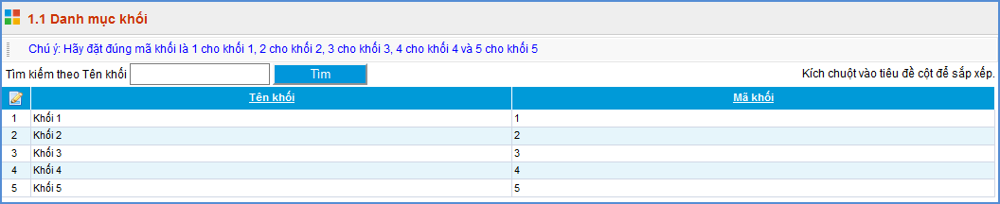 1.1 Danh mục khối
Chú ý: Hãy đặt đúng mã khối là 1 cho khối 1, 2 cho khối 2, 3 cho khối 3, 4 cho khối 4 và 5 cho khối 5
Tìm kiếm theo Tên khối Tìm Kích chuột vào tiêu đề cột để sắp xếp.
Tên khối Mã khối
1 Khối 1 1
2 Khối 2 2
3 Khối 3 3
4 Khối 4 4
5 Khối 5 5